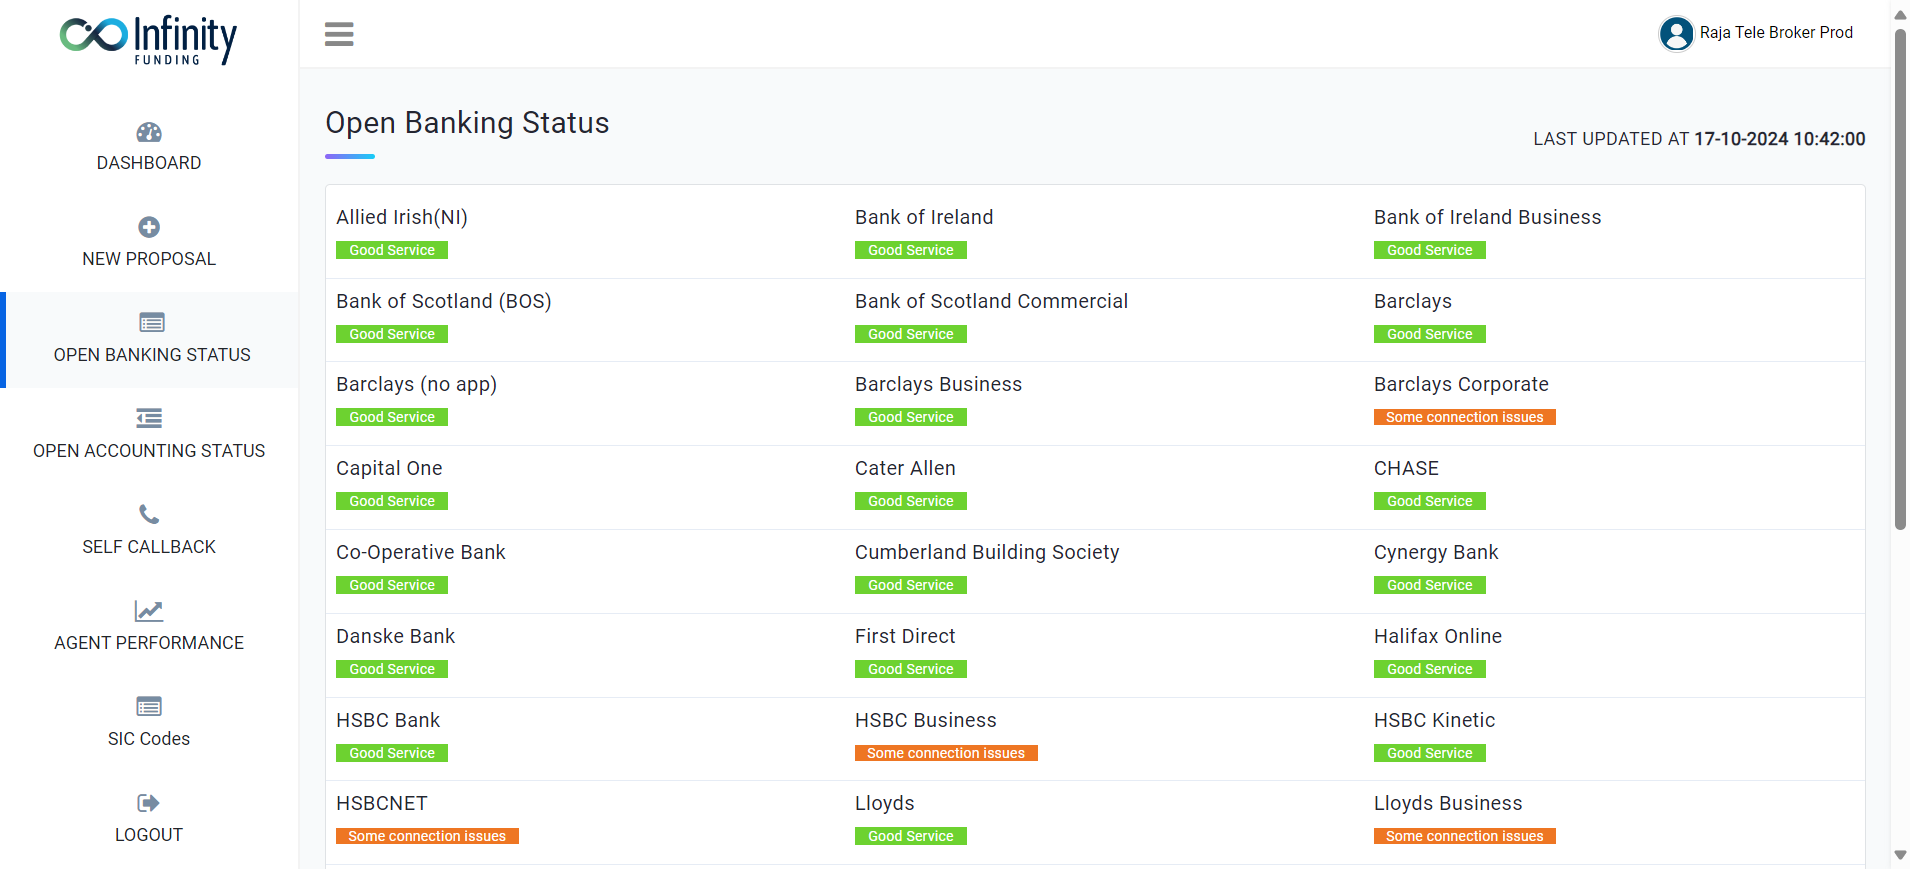 Infinity
FUNDING
Raja Tele Broker Prod
DASHBOARD
NEW PROPOSAL
OPEN BANKING STATUS
OPEN ACCOUNTING STATUS
SELF CALLBACK
AGENT PERFORMANCE
SIC Codes
LOGOUT
Open Banking Status
LAST UPDATED AT 17-10-2024 10:42:00
Allied Irish(NI) Bank of Ireland Bank of Ireland Business
Good Service Good Service Good Service
Bank of Scotland (BOS) Bank of Scotland Commercial Barclays
Good Service Good Service Good Service
Barclays (no app) Barclays Business Barclays Corporate
Good Service Good Service Some connection issues
Capital One Cater Allen CHASE
Good Service Good Service Good Service
Co-Operative Bank Cumberland Building Society Cynergy Bank
Good Service Good Service Good Service
Danske Bank First Direct Halifax Online
Good Service Good Service Good Service
HSBC Bank HSBC Business HSBC Kinetic
Good Service Some connection issues Good Service
HSBCNET Lloyds Lloyds Business
Some connection issues Good Service Some connection issues